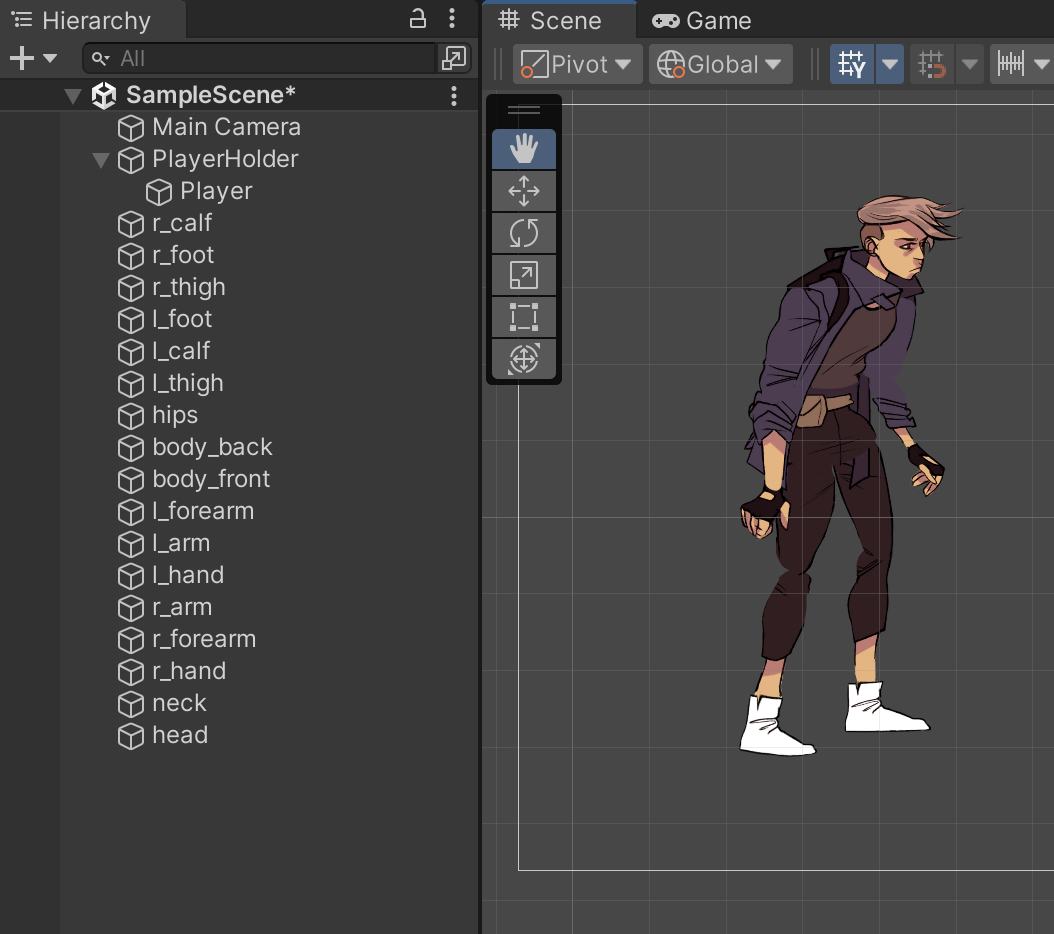 Hierarchy
All
SampleScene*
Main Camera
PlayerHolder
Player
r_calf
r_foot
r_thigh
l_foot
l_calf
l_thigh
hips
body_back
body_front
l_forearm
l_arm
l_hand
r_arm
r_forearm
r_hand
neck
head
Scene
Game
Pivot
Global
Y